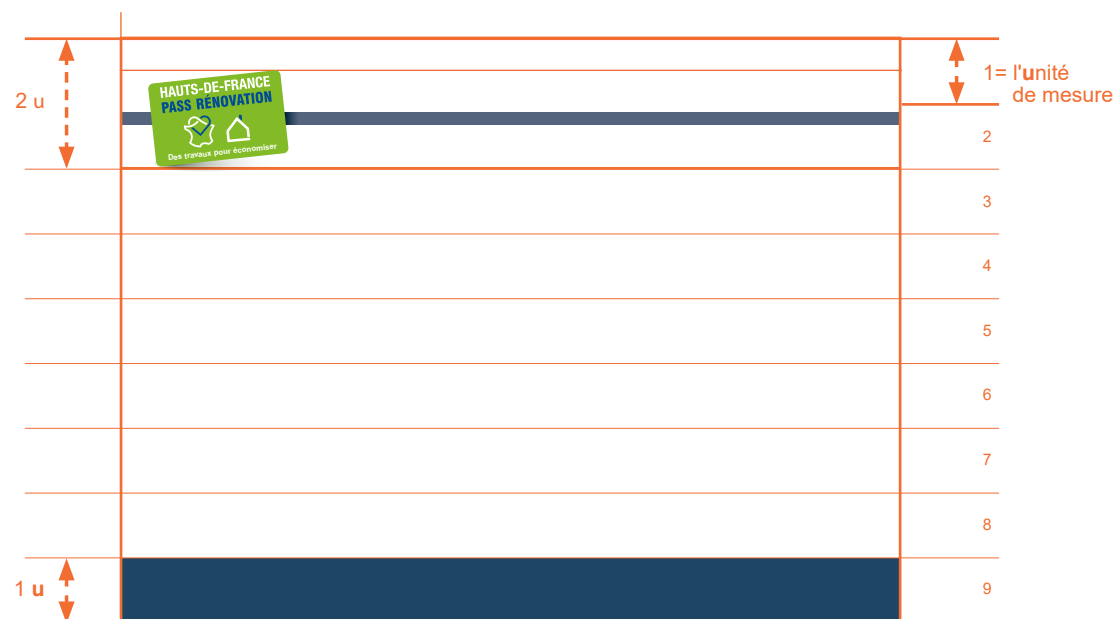 2 u
HAUTS-DE-FRANCE
PASS RÉNOVATION
Des travaux pour économiser
1= l'unité
de mesure
2
3
4
5
6
7
8
1 u
9